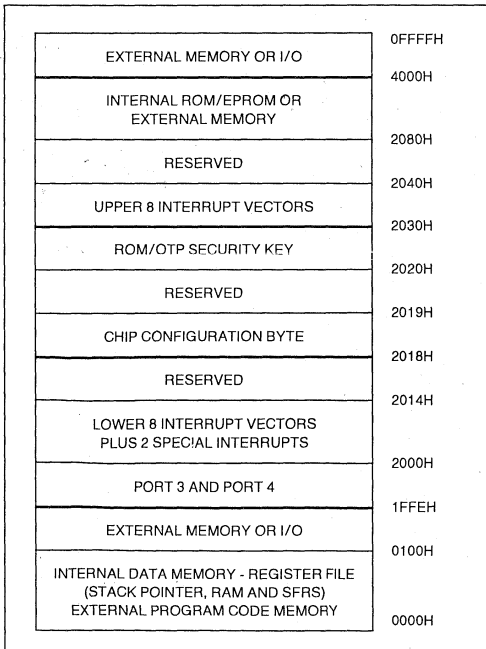 0FFFFH
EXTERNAL MEMORY OR I/O
4000H
INTERNAL ROM/EPROM OR
EXTERNAL MEMORY
2080H
RESERVED
2040H
UPPER 8 INTERRUPT VECTORS
2030H
ROM/OTP SECURITY KEY
2020H
RESERVED
2019H
CHIP CONFIGURATION BYTE
2018H
RESERVED
2014H
LOWER 8 INTERRUPT VECTORS
PLUS 2 SPECIAL INTERRUPTS
2000H
PORT 3 AND PORT 4
1FFEH
EXTERNAL MEMORY OR I/O
0100H
INTERNAL DATA MEMORY - REGISTER FILE
(STACK POINTER, RAM AND SFRS)
EXTERNAL PROGRAM CODE MEMORY
0000H